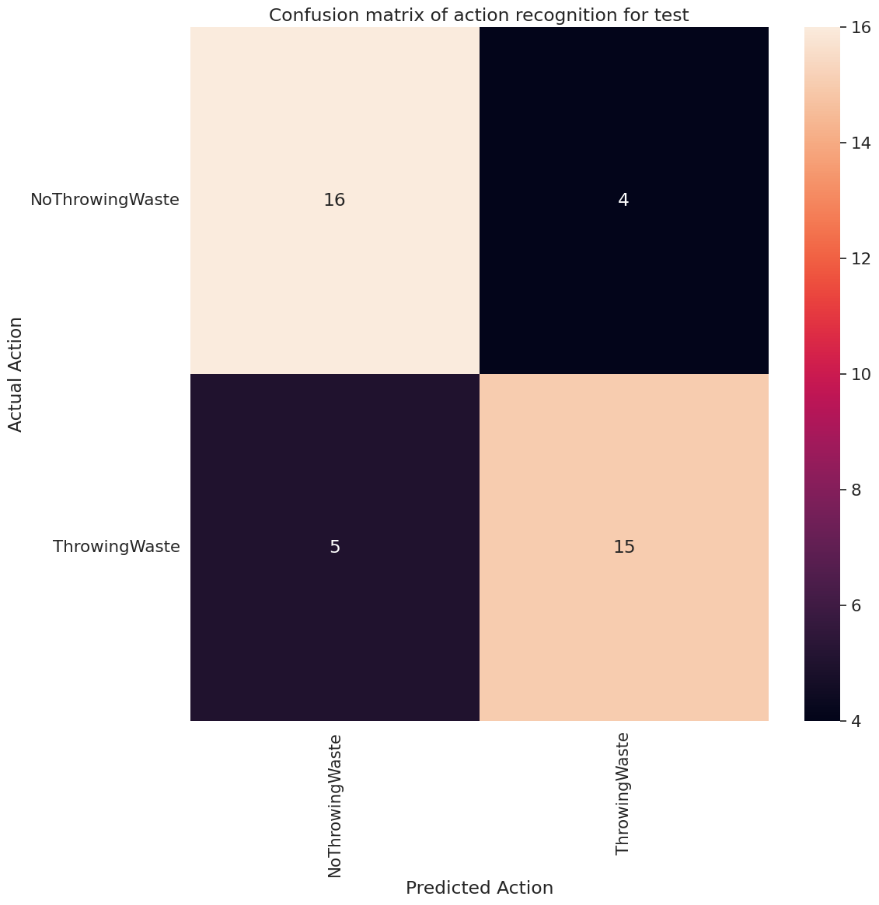 Confusion matrix of action recognition for test
Actual Action
NoThrowingWaste
16
4
ThrowingWaste
5
15
NoThrowingWaste
ThrowingWaste
Predicted Action
16
14
12
10
8
6
4